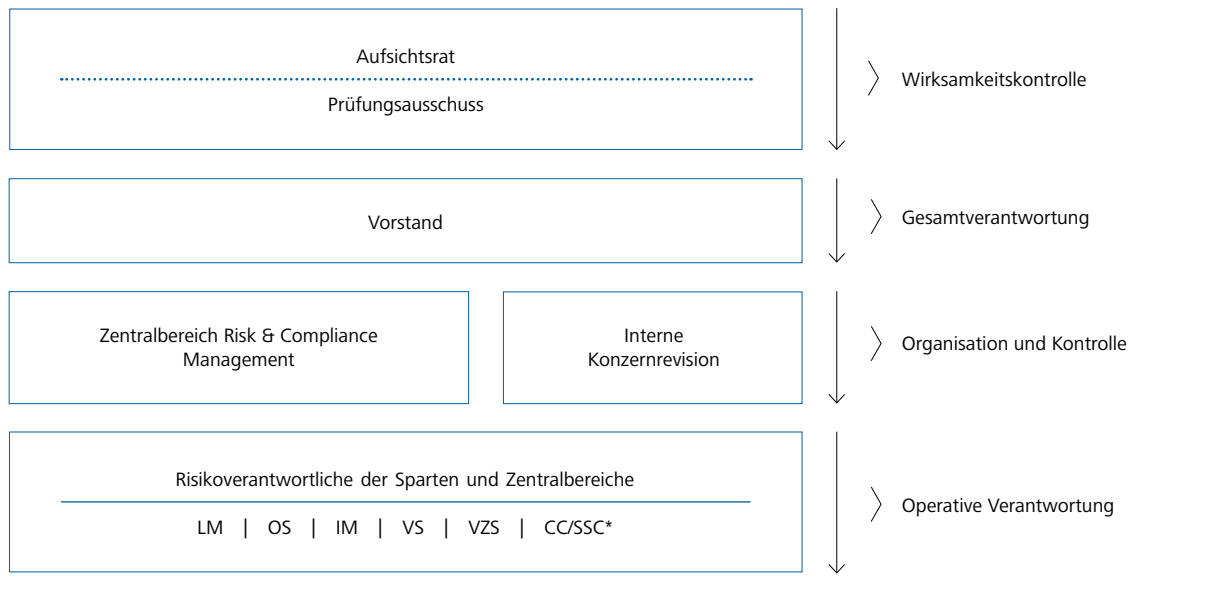 Aufsichtsrat
Prüfungsausschuss
Wirksamkeitskontrolle
Vorstand
Gesamtverantwortung
Zentralbereich Risk & Compliance
Management
Interne
Konzernrevision
Organisation und Kontrolle
Risikoverantwortliche der Sparten und Zentralbereiche
LM | OS | IM | VS | VZS | CC/SSC*
Operative Verantwortung